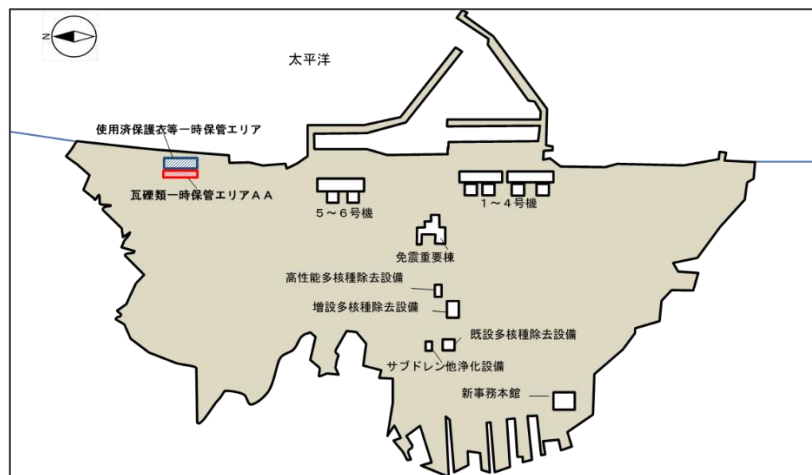 N
太平洋
使用済保護衣等一時保管エリア
瓦礫類一時保管エリアＡＡ
５～６号機
１～４号機
免震重要棟
高性能多核種除去設備
増設多核種除去設備
既設多核種除去設備
サブドレン他浄化設備
新事務本館